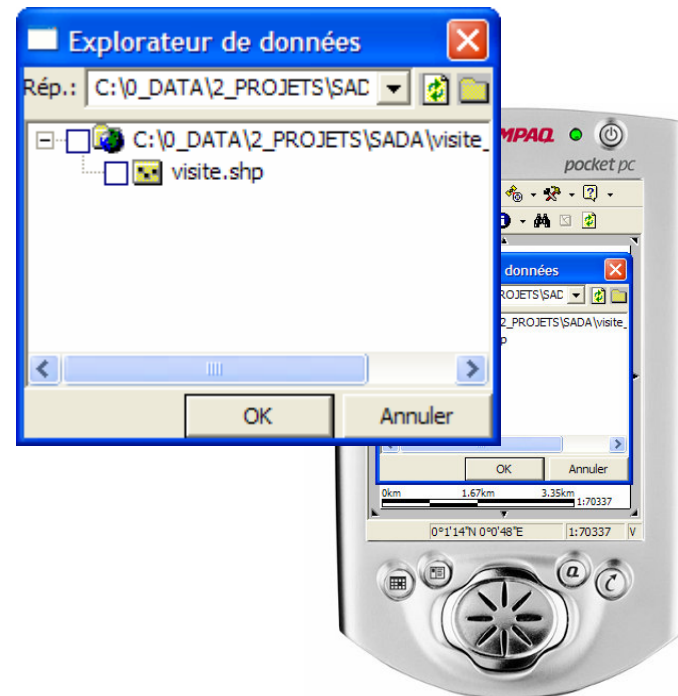 Explorateur de données
Rép.: C:\0_DATA\2_PROJETS\SAD
C:\0_DATA\2_PROJETS\SADA\visite_
visite.shp
OK Annuler
MPAQ
pocket pc
données
ROJETS\SAD
2_PROJETS\SADA\visite_
p
OK Annuler
0km 1.67km 3.35km
1:70337
0°1'14"N 0°0'48"E 1:70337 V